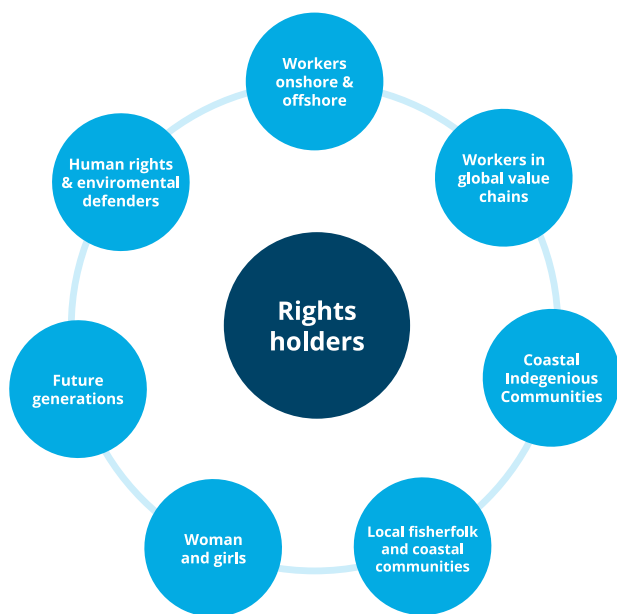 Workers
onshore &
offshore
Workers in
global value
chains
Coastal
Indegenious
Communities
Local fisherfolk
and coastal
communities
Woman
and girls
Future
generations
Human rights
& enviromental
defenders
Rights
holders